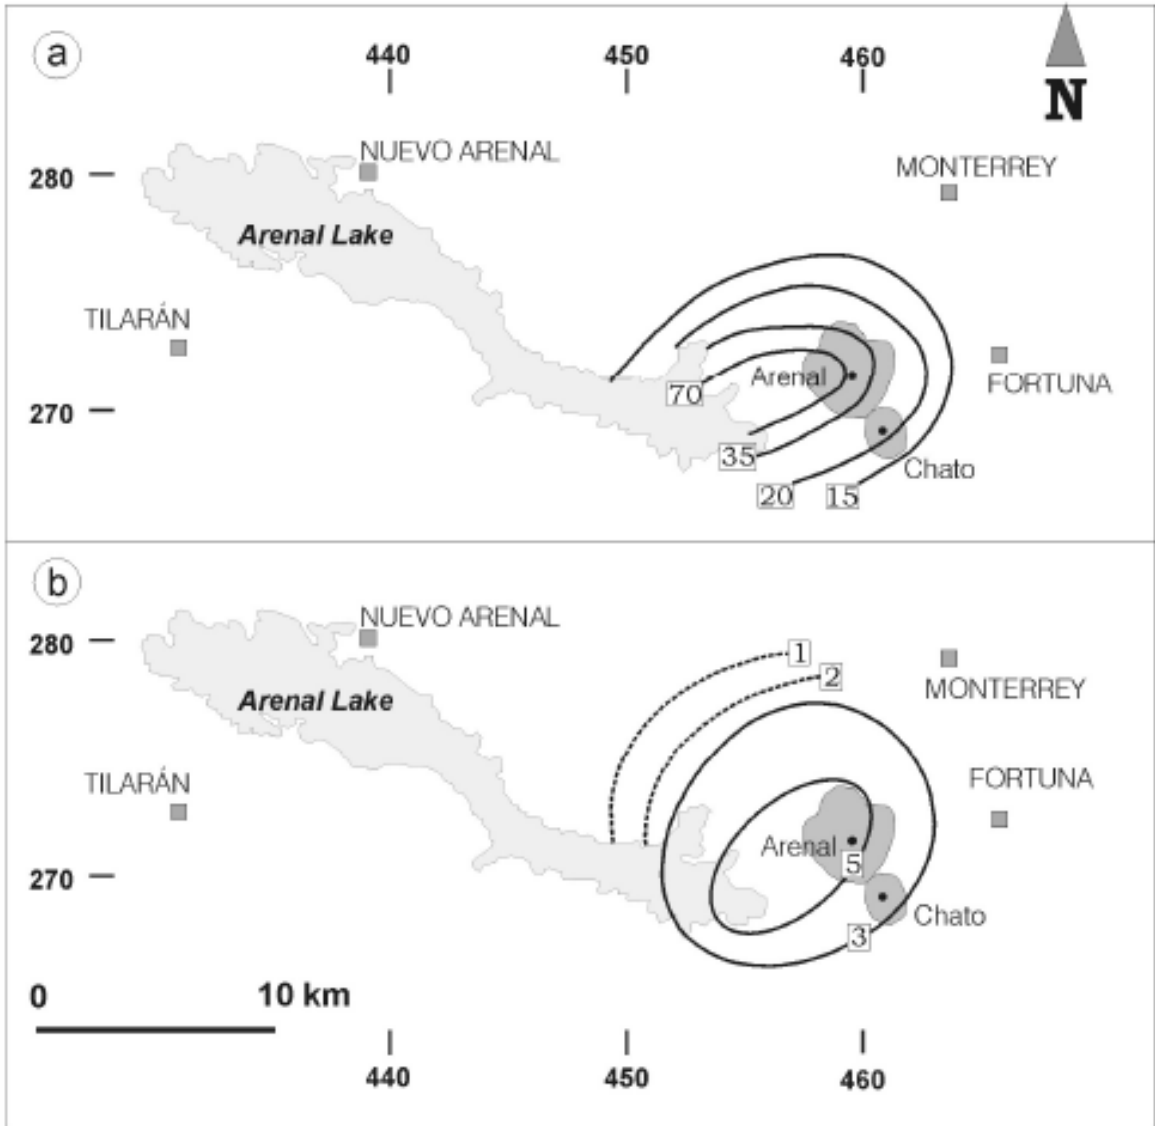 a
440 450 460
N
NUEVO ARENAL
MONTERREY
280
Arenal Lake
TILARÁN
Arenal
FORTUNA
70
270
35
Chato
20 15
b
NUEVO ARENAL
280
1
2
MONTERREY
Arenal Lake
TILARÁN
FORTUNA
Arenal
5
270
Chato
3
0 10 km
440 450 460